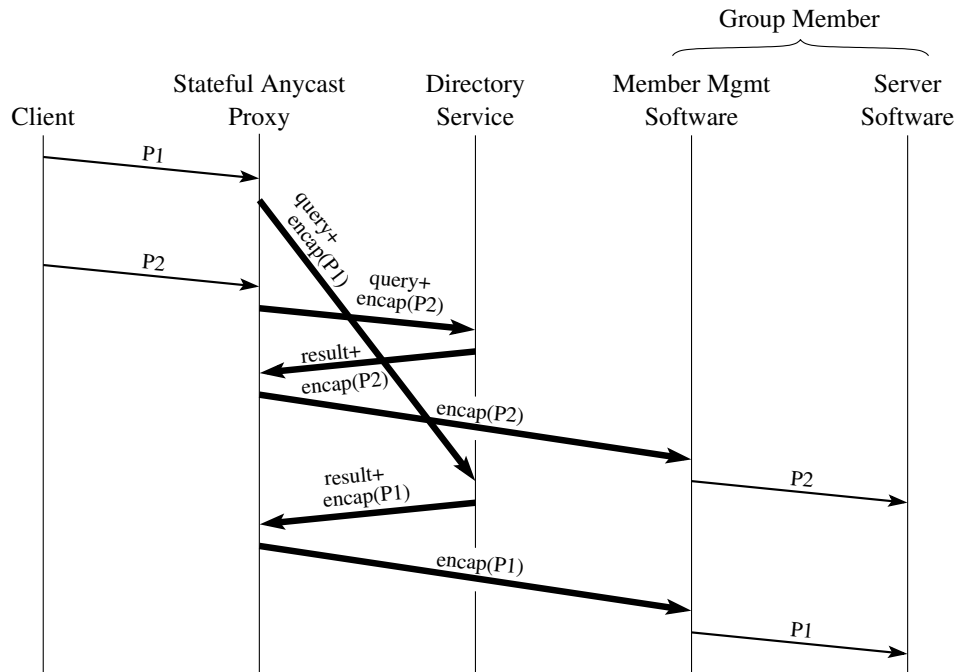 Group Member
Stateful Anycast
Directory
Member Mgmt
Server
Client
Proxy
Service
Software
Software
P1
query+
encap(P1)
P2
query+
encap(P2)
result+
encap(P2)
encap(P2)
P2
result+
encap(P1)
encap(P1)
P1